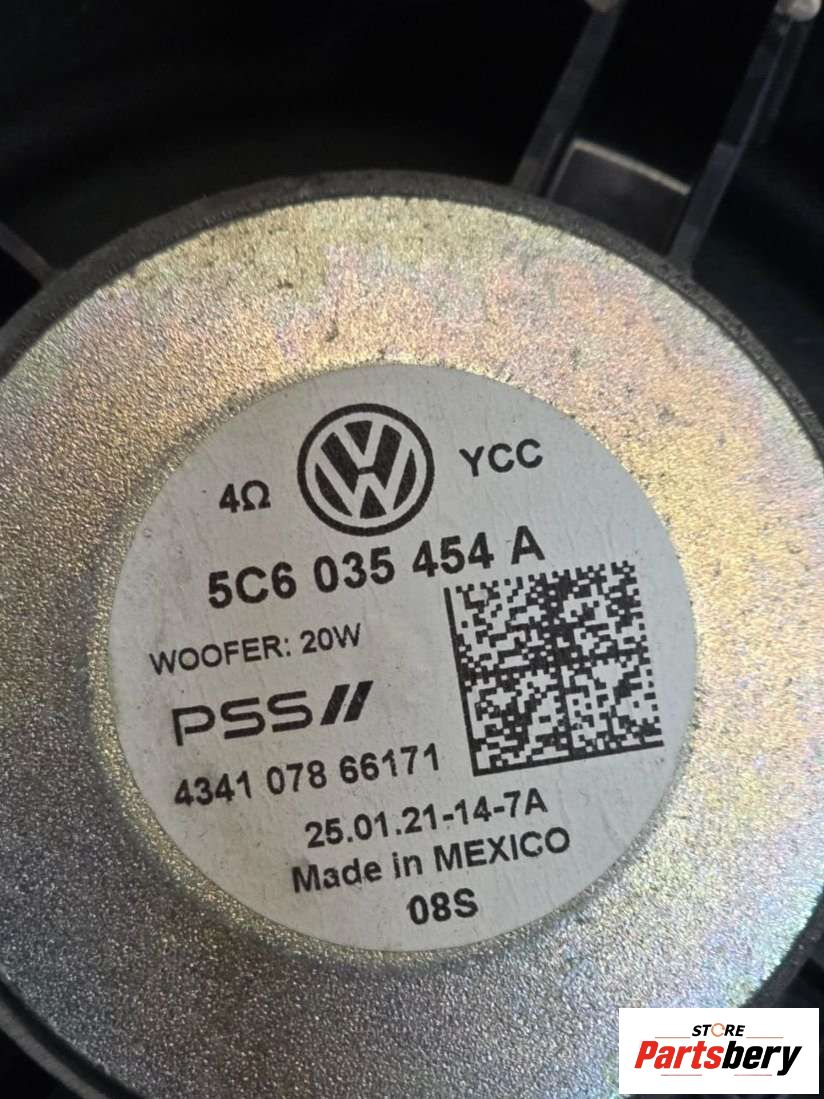 4Ω YCC
5C6 035 454 A
WOOFER: 20W
PSS//
4341 078 66171
25.01.21-14-7A
Made in MEXICO
08S
STORE
Partsbery